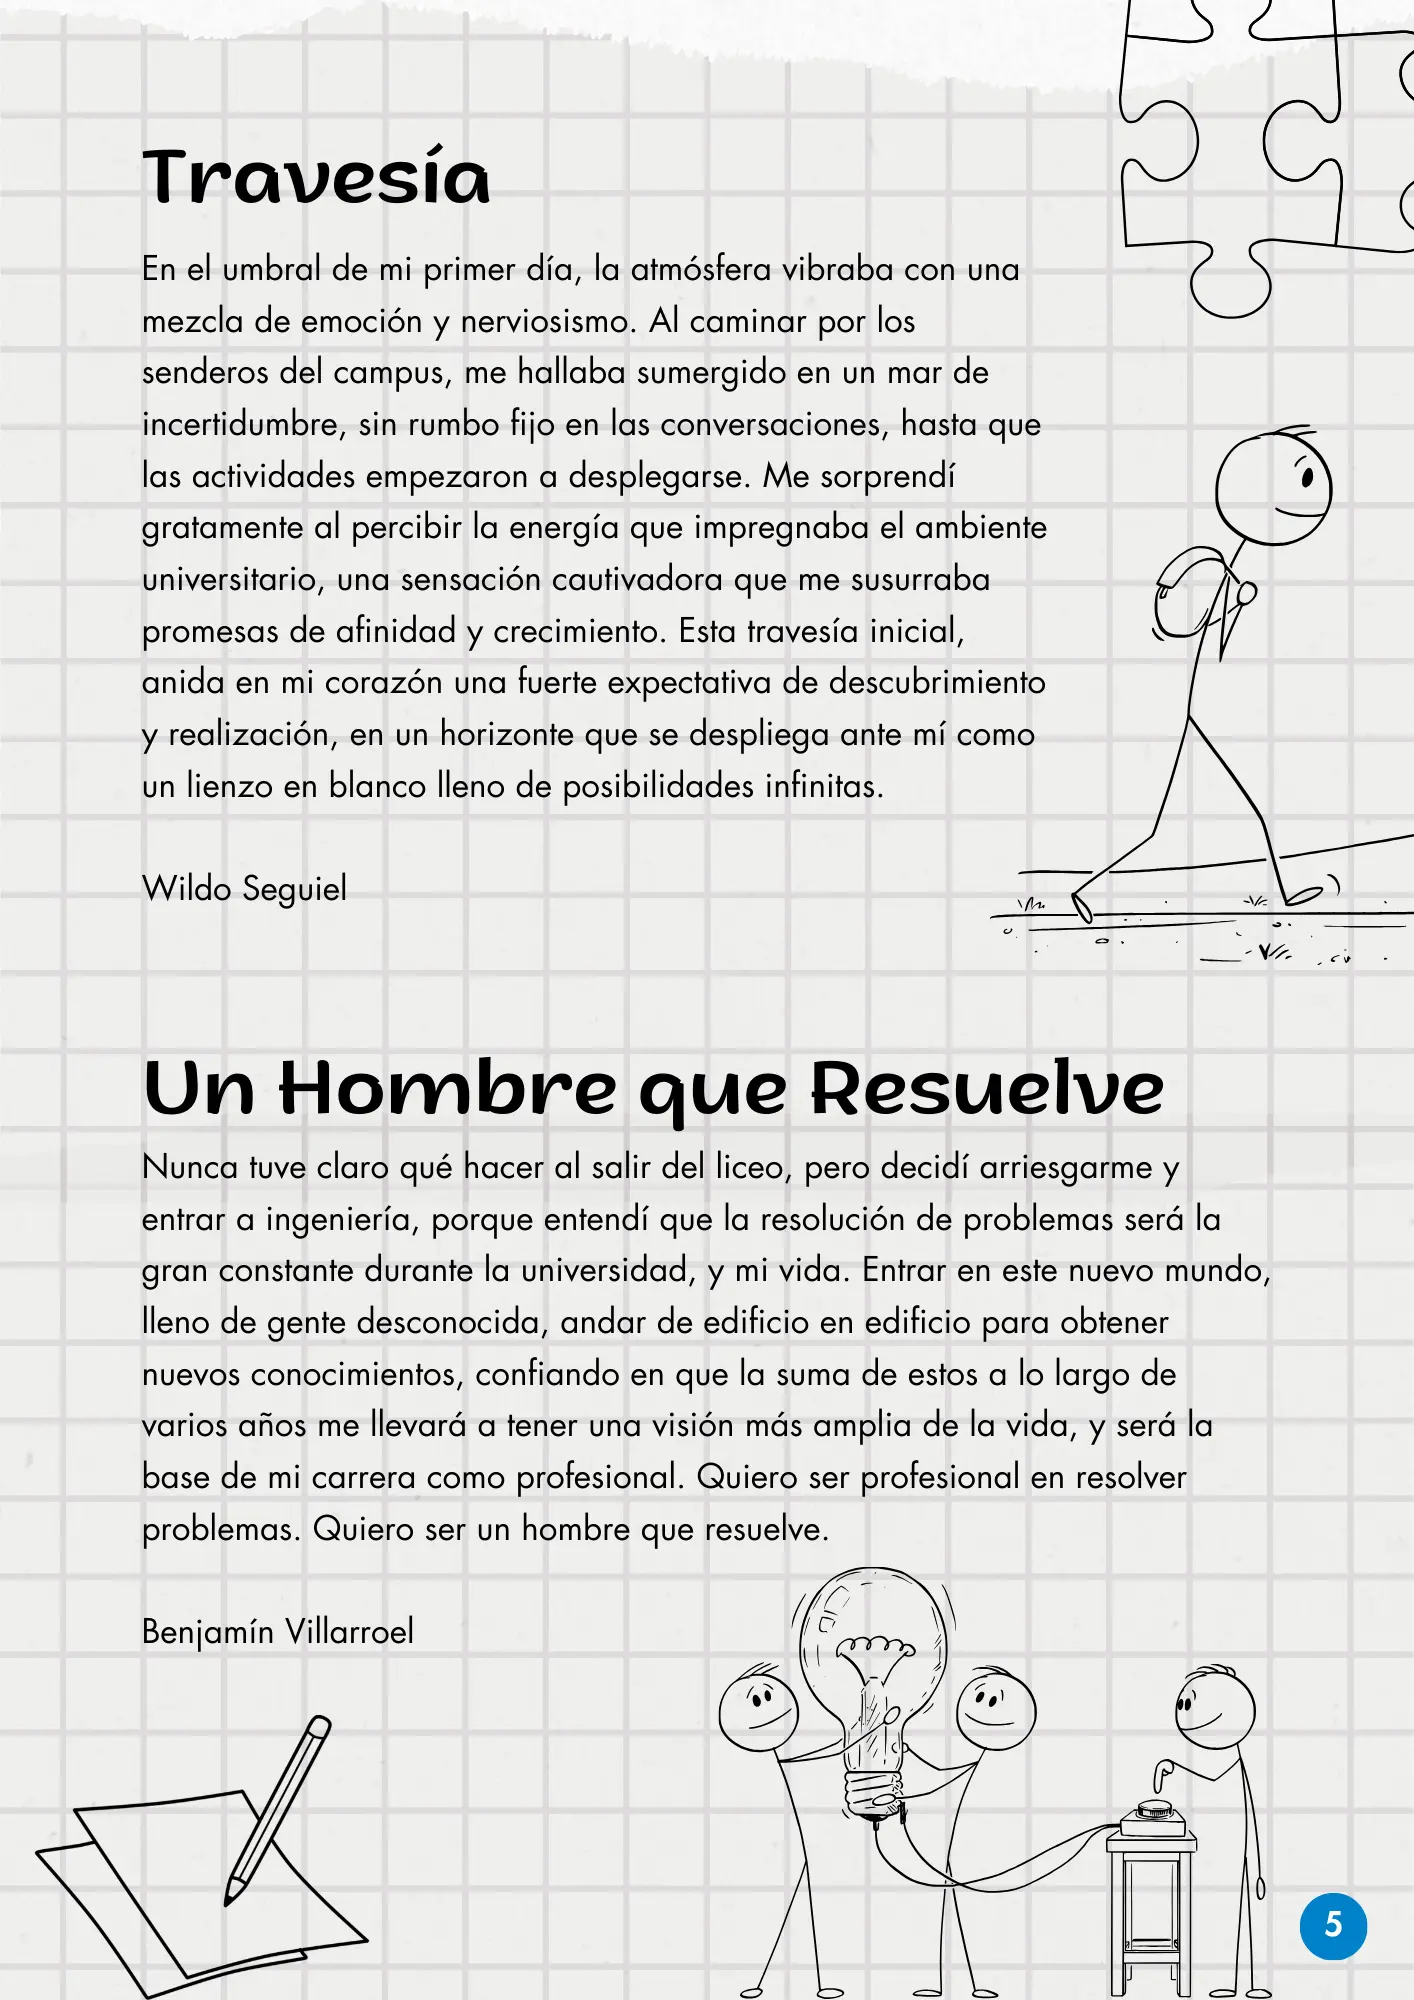 Travesía
En el umbral de mi primer día, la atmósfera vibraba con una
mezcla de emoción y nerviosismo. Al caminar por los
senderos del campus, me hallaba sumergido en un mar de
incertidumbre, sin rumbo fijo en las conversaciones, hasta que
las actividades empezaron a desplegarse. Me sorprendí
gratamente al percibir la energía que impregnaba el ambiente
universitario, una sensación cautivadora que me susurraba
promesas de afinidad y crecimiento. Esta travesía inicial,
anida en mi corazón una fuerte expectativa de descubrimiento
y realización, en un horizonte que se despliega ante mí como
un lienzo en blanco lleno de posibilidades infinitas.
Wildo Seguiel
Un Hombre que Resuelve
Nunca tuve claro qué hacer al salir del liceo, pero decidí arriesgarme y
entrar a ingeniería, porque entendí que la resolución de problemas será la
gran constante durante la universidad, y mi vida. Entrar en este nuevo mundo,
lleno de gente desconocida, andar de edificio en edificio para obtener
nuevos conocimientos, confiando en que la suma de estos a lo largo de
varios años me llevará a tener una visión más amplia de la vida, y será la
base de mi carrera como profesional. Quiero ser profesional en resolver
problemas. Quiero ser un hombre que resuelve.
Benjamín Villarroel
5